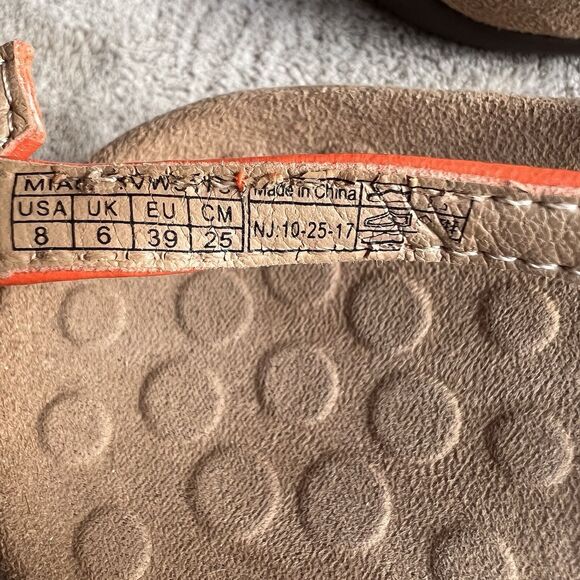 Made in China
USA UK EU CM
8 6 39 25
NJ:10-25-17